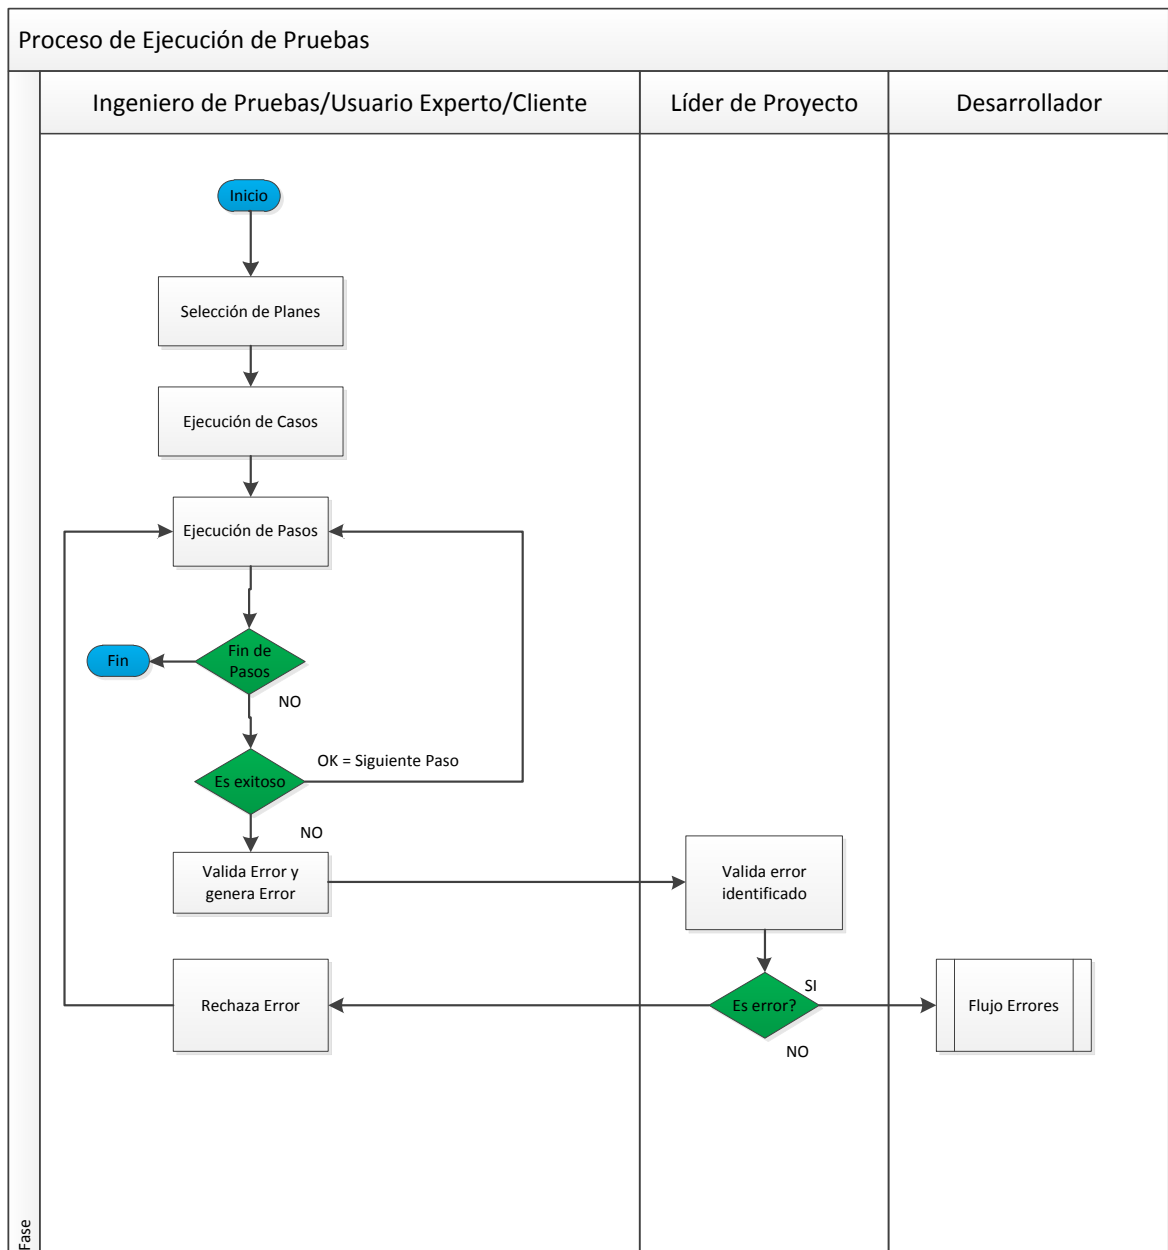 Proceso de Ejecución de Pruebas
Ingeniero de Pruebas/Usuario Experto/Cliente
Líder de Proyecto
Desarrollador
Inicio
Selección de Planes
Ejecución de Casos
Ejecución de Pasos
Fin
Fin de
Pasos
NO
Es exitoso
OK = Siguiente Paso
NO
Valida Error y
genera Error
Valida error
identificado
Rechaza Error
Es error?
SI
NO
Flujo Errores
Fase